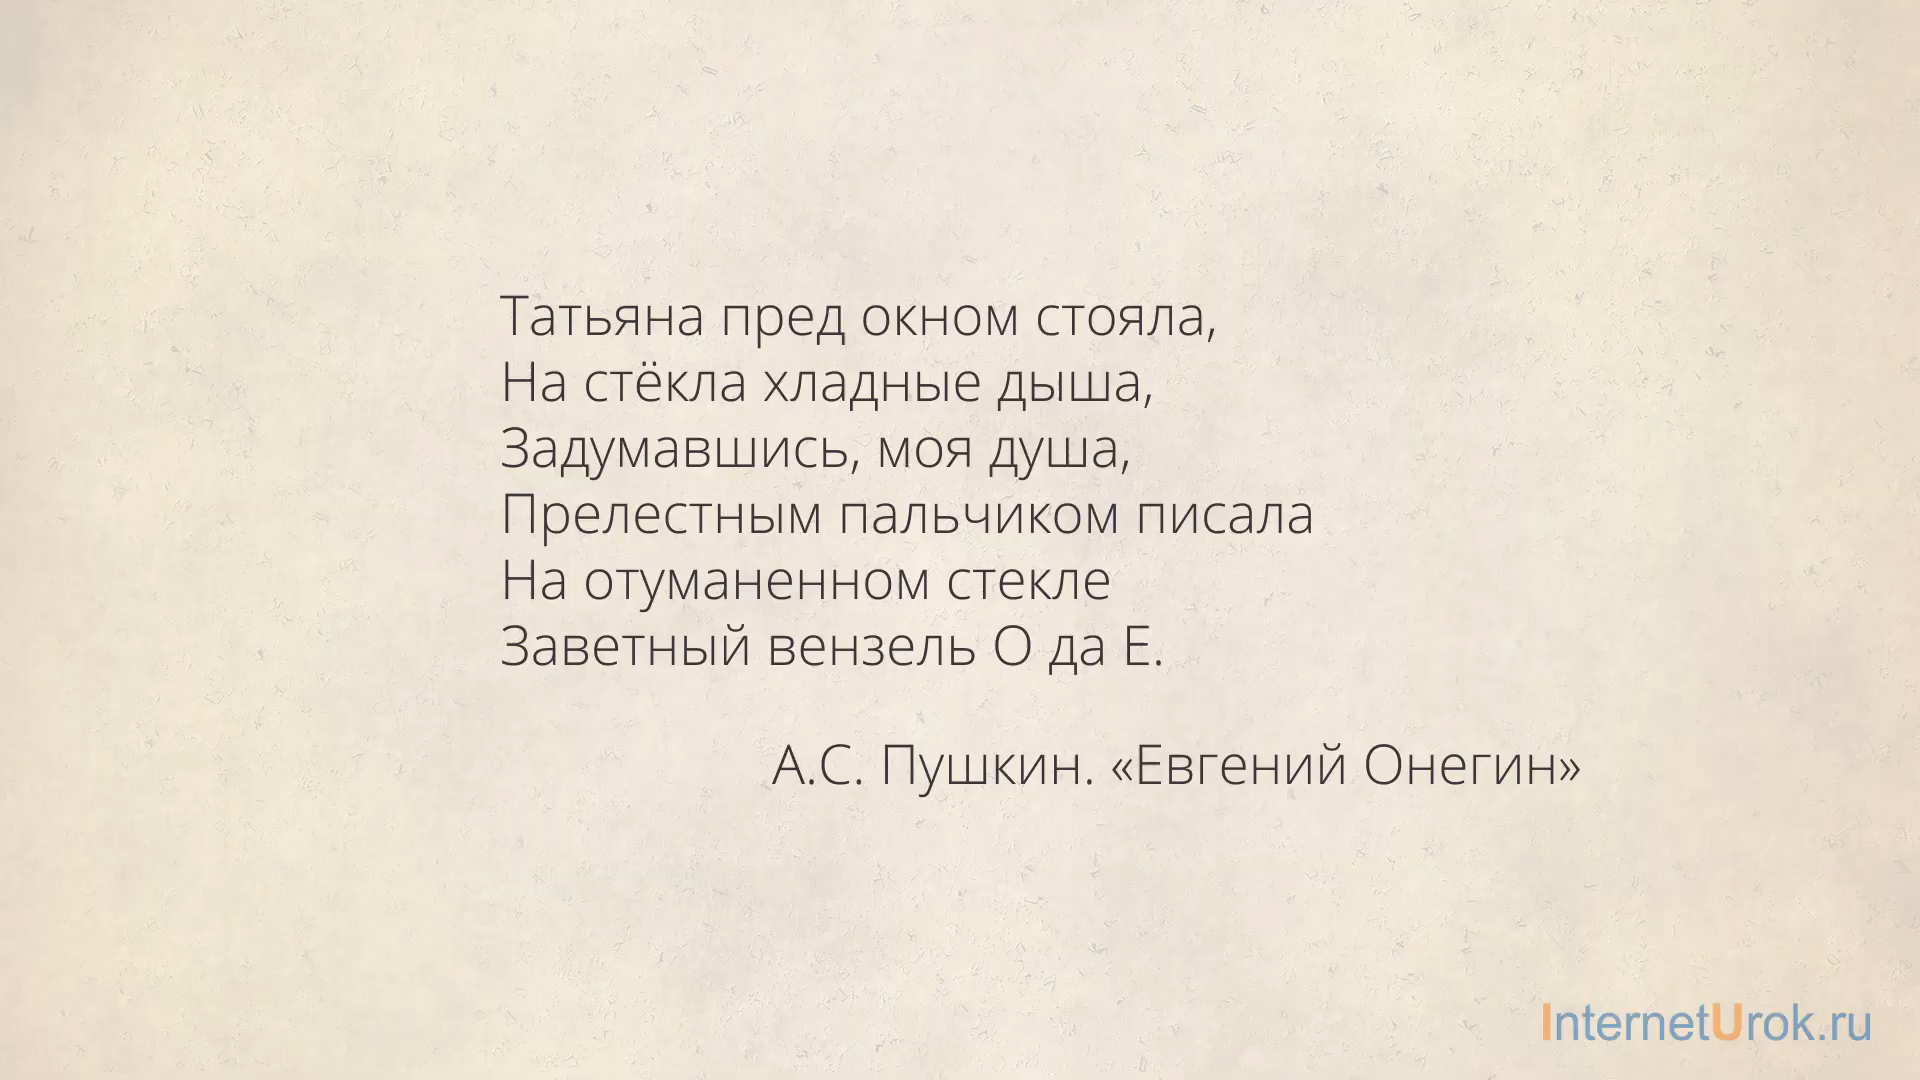 Татьяна пред окном стояла,
На стёкла хладные дыша,
Задумавшись, моя душа,
Прелестным пальчиком писала
На отуманенном стекле
Заветный вензель О да Е.
А.С. Пушкин. «Евгений Онегин»
InternetUrok.ru